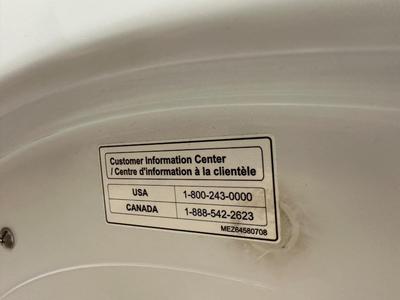 Customer Information Center
/ Centre d'information à la clientèle
USA 1-800-243-0000
CANADA 1-888-542-2623
MEZ64580708